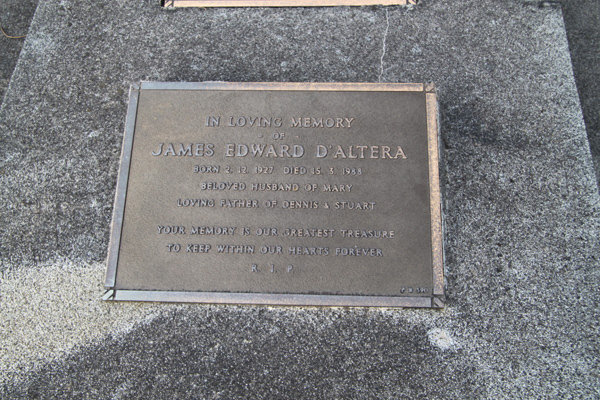 IN LOVING MEMORY
- OF -
JAMES EDWARD D'ALTERA
BORN 2. 12. 1927 DIED 15. 3. 1988
BELOVED HUSBAND OF MARY
LOVING FATHER OF DENNIS & STUART
YOUR MEMORY IS OUR GREATEST TREASURE
TO KEEP WITHIN OUR HEARTS FOREVER
R. I. P.